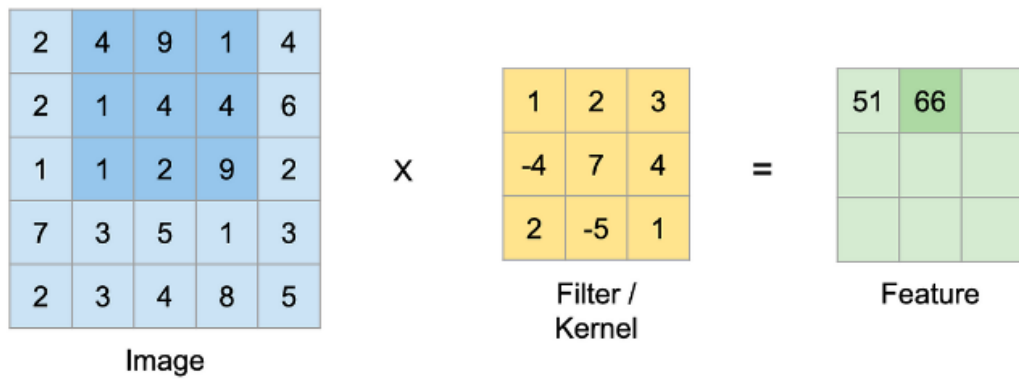 2 4 9 1 4
2 1 4 4 6
1 1 2 9 2
7 3 5 1 3
2 3 4 8 5
Image
X
1 2 3
-4 7 4
2 -5 1
Filter /
Kernel
=
51 66
Feature